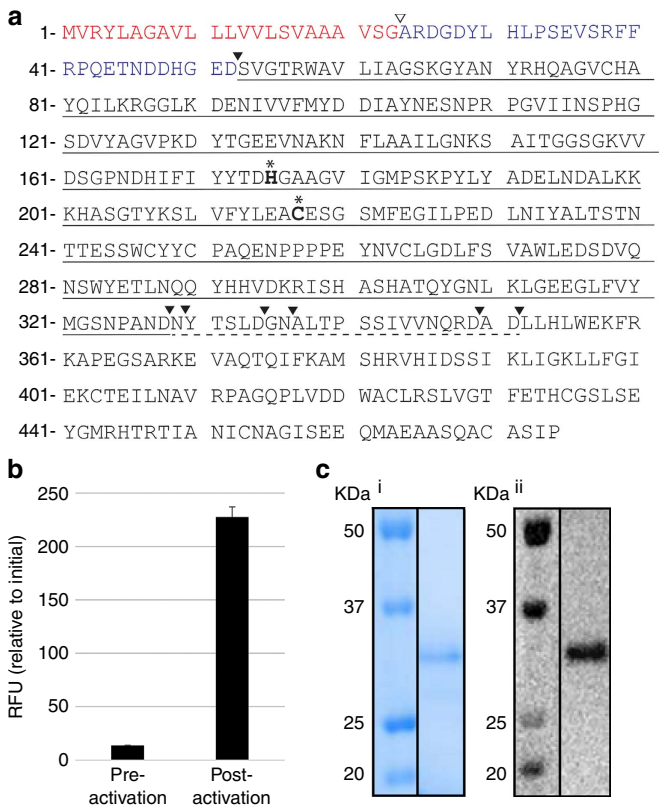 a
1- MVRYLAGAVL LLVVLSVAAA VSGARDGDYL HLPSEVSRFF
41- RPQETNDDHG EDSVGTRWAV LIAGSKGYAN YRHQAGVCHA
81- YQILKRGGLK DENIVVFMYD DIAYNESNPR PGVIINSPHG
121- SDVYAGVPKD YTGEEVNAKN FLAAILGNKS AITGGSGKVV
161- DSGPNDHIFI YYTDHGAAGV IGMPSKPYLY ADELNDALKK
201- KHASGTYKSL VFYLEACESG SMFEGILPED LNIYALTSTN
241- TTESSWCYYC PAQENPPPPE YNVCLGDLFS VAWLEDSDVQ
281- NSWYETLNQQ YHHVDKRISH ASHATQYGNL KLGEEGLFVY
321- MGSNPANDNY TSLDGNALTP SSIVVNQRDA DLLHLWEKFR
361- KAPEGSARKE VAQTQIFKAM SHRVHIDSSI KLIGKLLFGI
401- EKCTEILNAV RPAGQPLVDD WACLRSLVGT FETHCGSLSE
441- YGMRHTRTIA NICNAGISEE QMAEAASQAC ASIP
b
RFU (relative to initial)
250
200
150
100
50
0
Pre-
activation
Post-
activation
c
KDa i
50
37
25
20
KDa ii
50
37
25
20